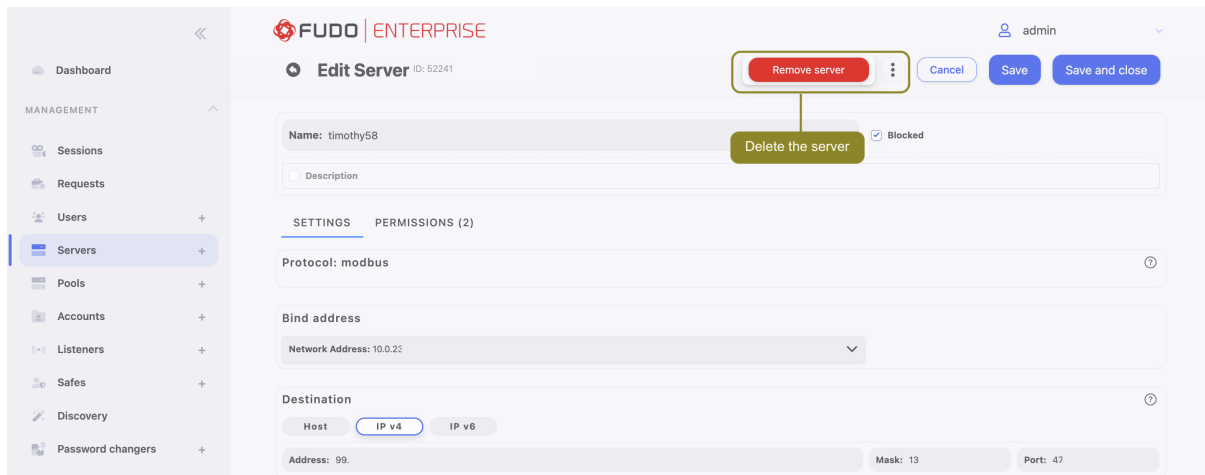 FUDO ENTERPRISE
admin
Dashboard
Edit Server ID: 52241
Remove server
Cancel
Save
Save and close
MANAGEMENT
Name: timothy58
Blocked
Delete the server
Description
Sessions
Requests
Users
Servers
Pools
Accounts
Listeners
Safes
Discovery
Password changers
SETTINGS PERMISSIONS (2)
Protocol: modbus
Bind address
Network Address: 10.0.23
Destination
Host IP v4 IP v6
Address: 99. Mask: 13 Port: 47